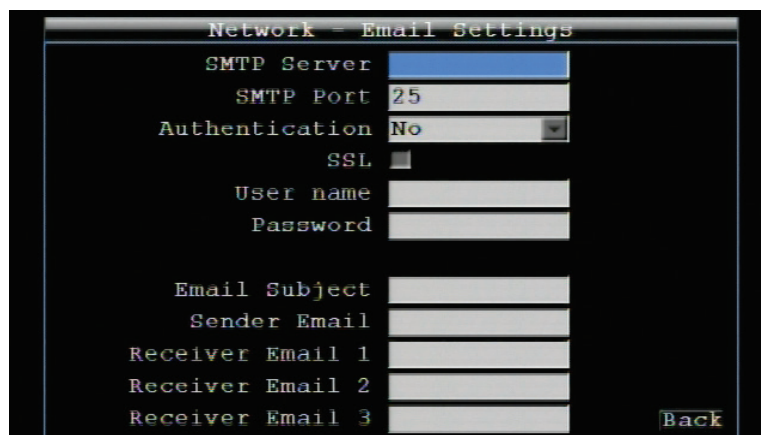 Network - Email Settings
SMTP Server
SMTP Port 25
Authentication No
SSL
User name
Password
Email Subject
Sender Email
Receiver Email 1
Receiver Email 2
Receiver Email 3
Back